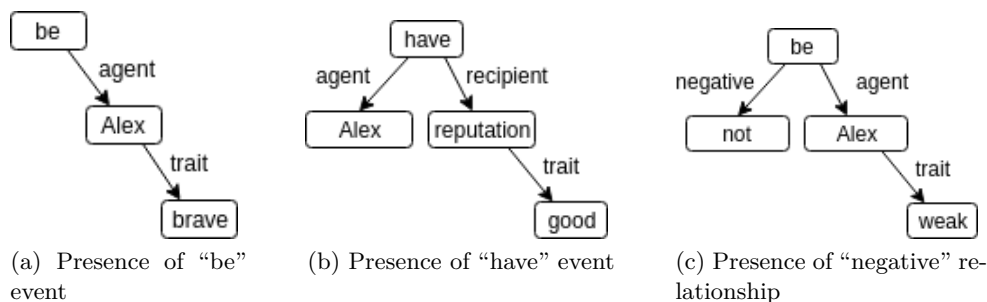 be
agent
Alex
trait
brave
(a) Presence of “be”
event
have
agent
recipient
Alex
reputation
trait
good
(b) Presence of “have” event
be
negative
agent
not
Alex
trait
weak
(c) Presence of “negative” re-
lationship